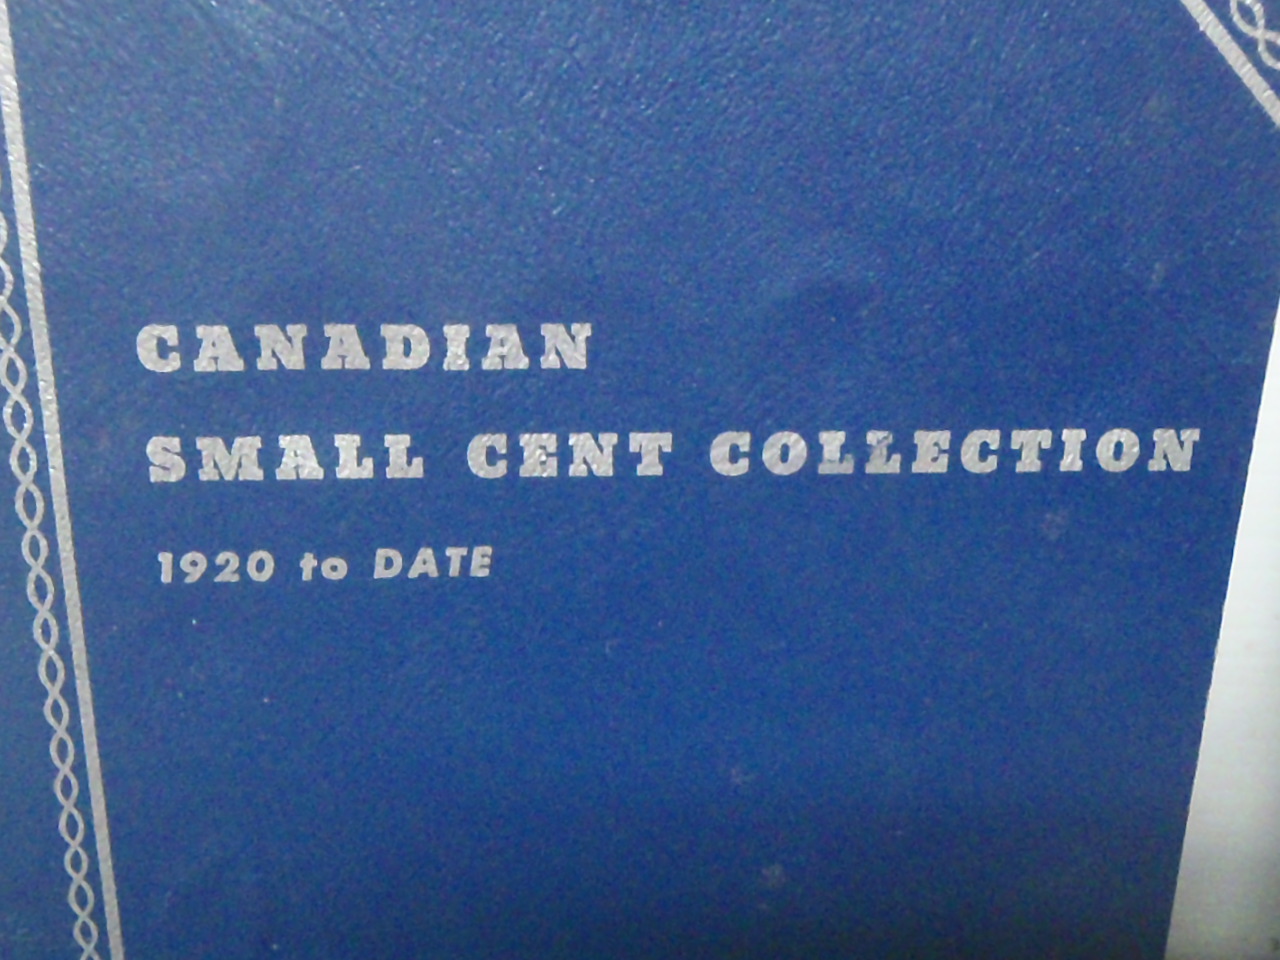 CANADIAN
SMALL CENT COLLECTION
1920 to DATE